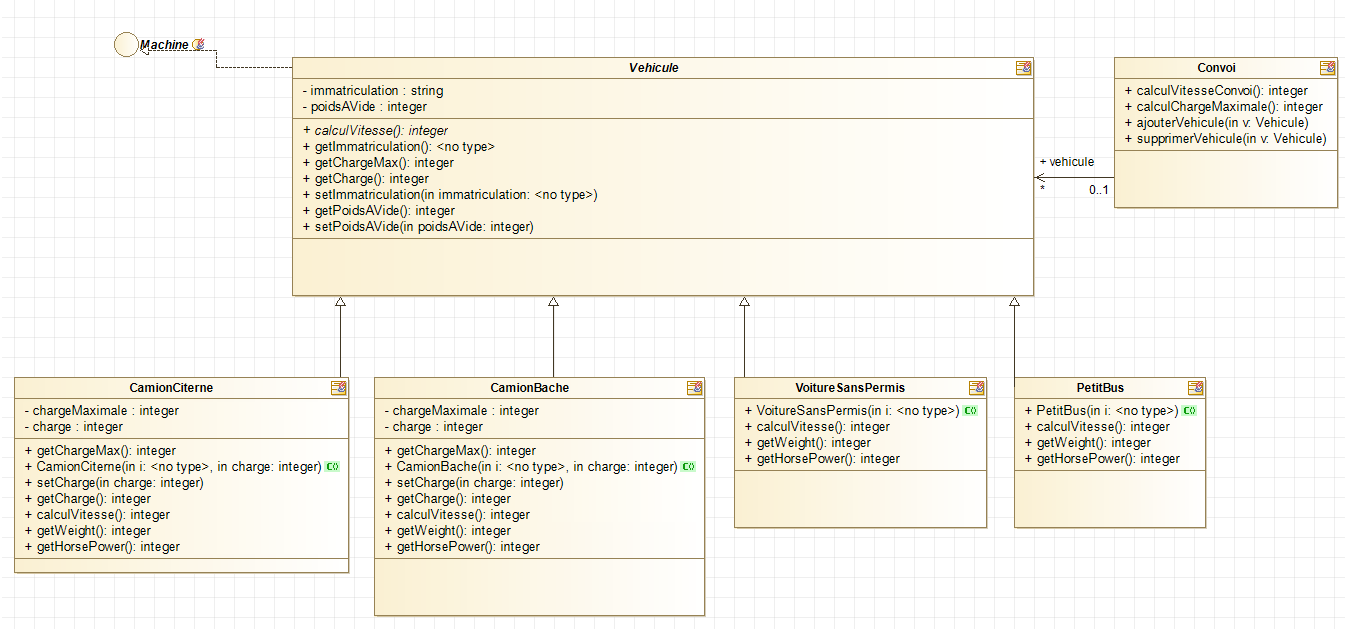 Machine
Vehicule
- immatriculation : string
- poidsAVide : integer
+ calculVitesse(): integer
+ getImmatriculation(): <no type>
+ getChargeMax(): integer
+ getCharge(): integer
+ setImmatriculation(in immatriculation: <no type>)
+ getPoidsAVide(): integer
+ setPoidsAVide(in poidsAVide: integer)
Convoi
+ calculVitesseConvoi(): integer
+ calculChargeMaximale(): integer
+ ajouterVehicule(in v: Vehicule)
+ supprimerVehicule(in v: Vehicule)
+ vehicule
* 0..1
CamionCiterne
- chargeMaximale : integer
- charge : integer
+ getChargeMax(): integer
+ CamionCiterne(in i: <no type>, in charge: integer) C()
+ setCharge(in charge: integer)
+ getCharge(): integer
+ calculVitesse(): integer
+ getWeight(): integer
+ getHorsePower(): integer
CamionBache
- chargeMaximale : integer
- charge : integer
+ getChargeMax(): integer
+ CamionBache(in i: <no type>, in charge: integer) C()
+ setCharge(in charge: integer)
+ getCharge(): integer
+ calculVitesse(): integer
+ getWeight(): integer
+ getHorsePower(): integer
VoitureSansPermis
+ VoitureSansPermis(in i: <no type>) C()
+ calculVitesse(): integer
+ getWeight(): integer
+ getHorsePower(): integer
PetitBus
+ PetitBus(in i: <no type>) C()
+ calculVitesse(): integer
+ getWeight(): integer
+ getHorsePower(): integer